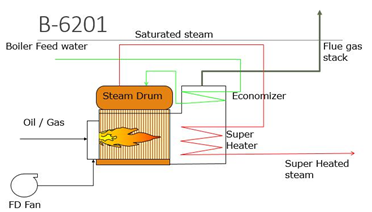 B-6201
Saturated steam
Boiler Feed water
Flue gas
stack
Steam Drum
Economizer
Oil / Gas
Super
Heater
Super Heated
steam
FD Fan